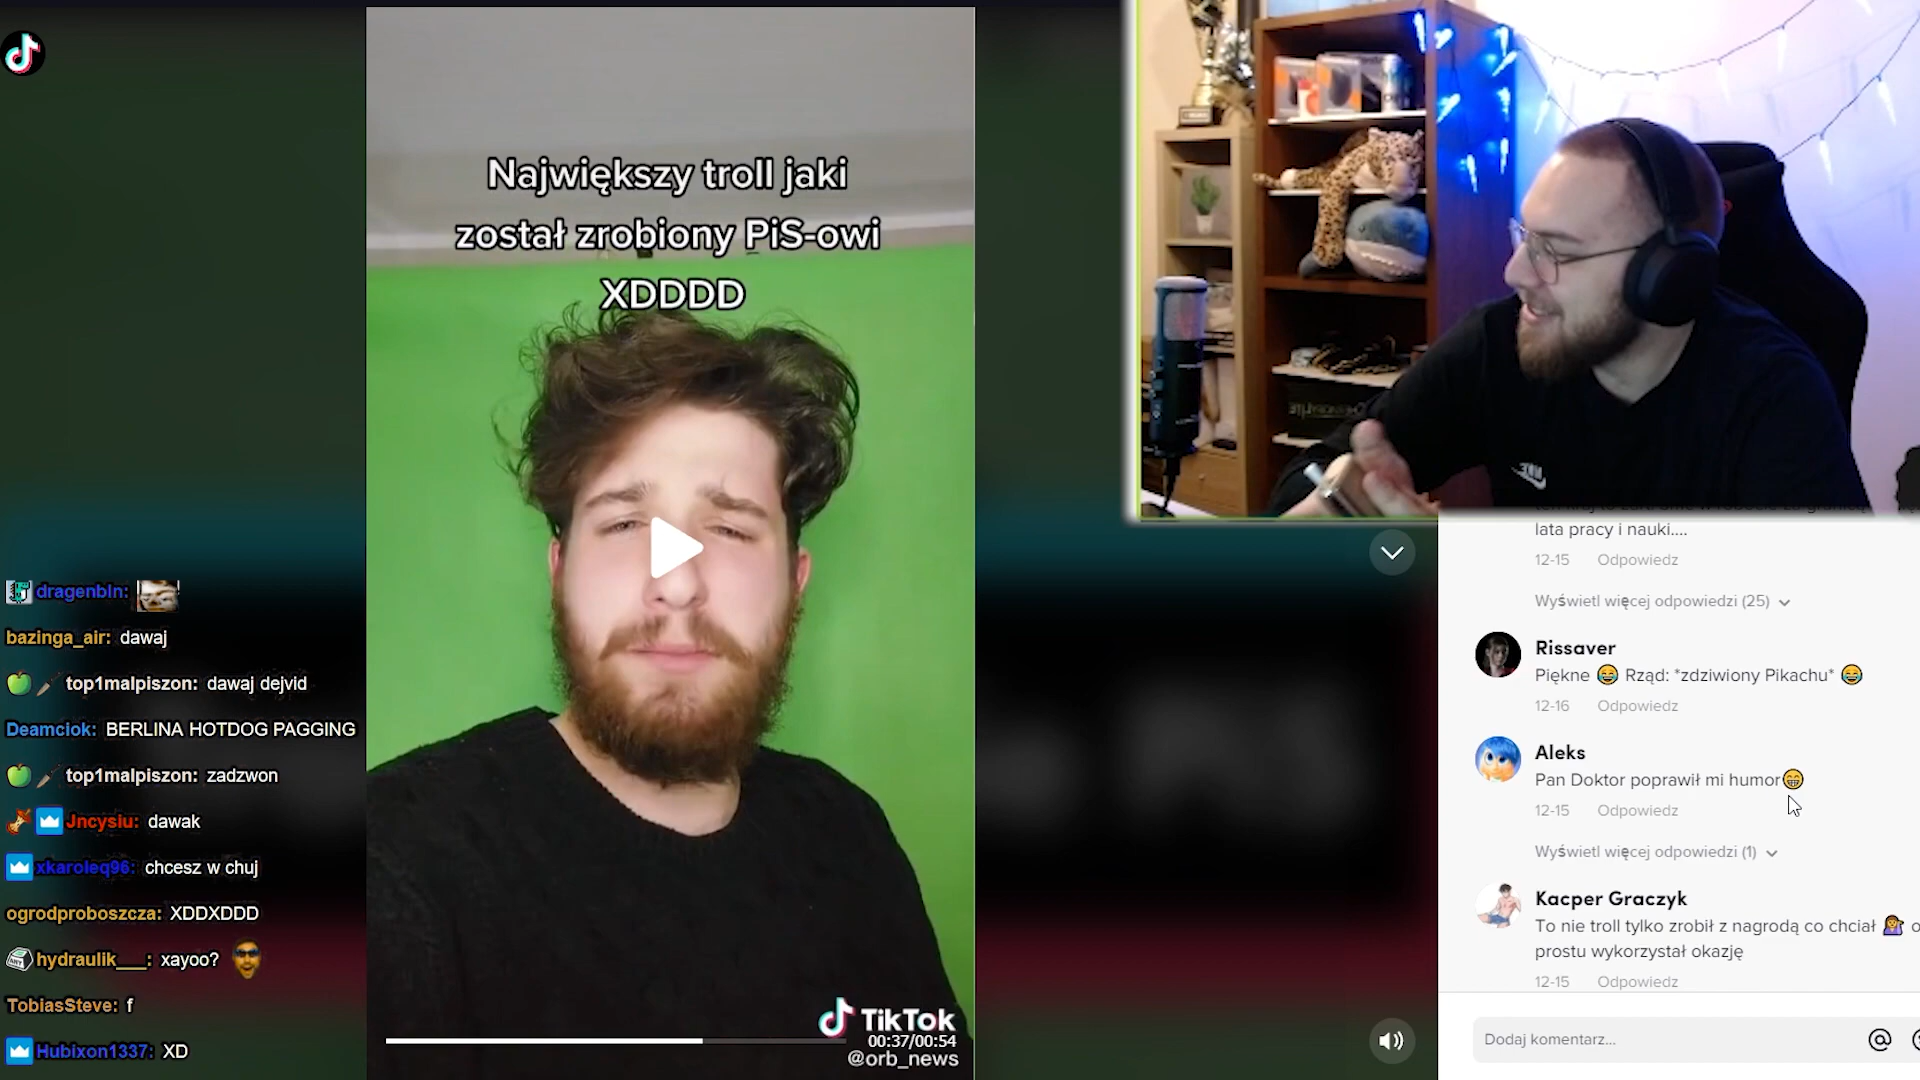 Największy troll jaki
został zrobiony PiS-owi
XDDDD
dragenbln:
bazinga_air: dawaj
top1malpiszon: dawaj dejvid
Deamciok: BERLINA HOTDOG PAGGING
top1malpiszon: zadzwon
Jncysiu: dawak
xkaroleq96: chcesz w chuj
ogrodproboszcza: XDDXDDD
hydraulik___: xayoo?
TobiasSteve: f
Hubixon1337: XD
TikTok
00:37/00:54
@orb_news
lata pracy i nauki....
12-15 Odpowiedz
Wyświetl więcej odpowiedzi (25)
Rissaver
Piękne 😂 Rząd: *zdziwiony Pikachu* 😂
12-16 Odpowiedz
Aleks
Pan Doktor poprawił mi humor😁
12-15 Odpowiedz
Wyświetl więcej odpowiedzi (1)
Kacper Graczyk
To nie troll tylko zrobił z nagrodą co chciał 🤷‍♀️ o
prostu wykorzystał okazję
12-15 Odpowiedz
Dodaj komentarz...
@